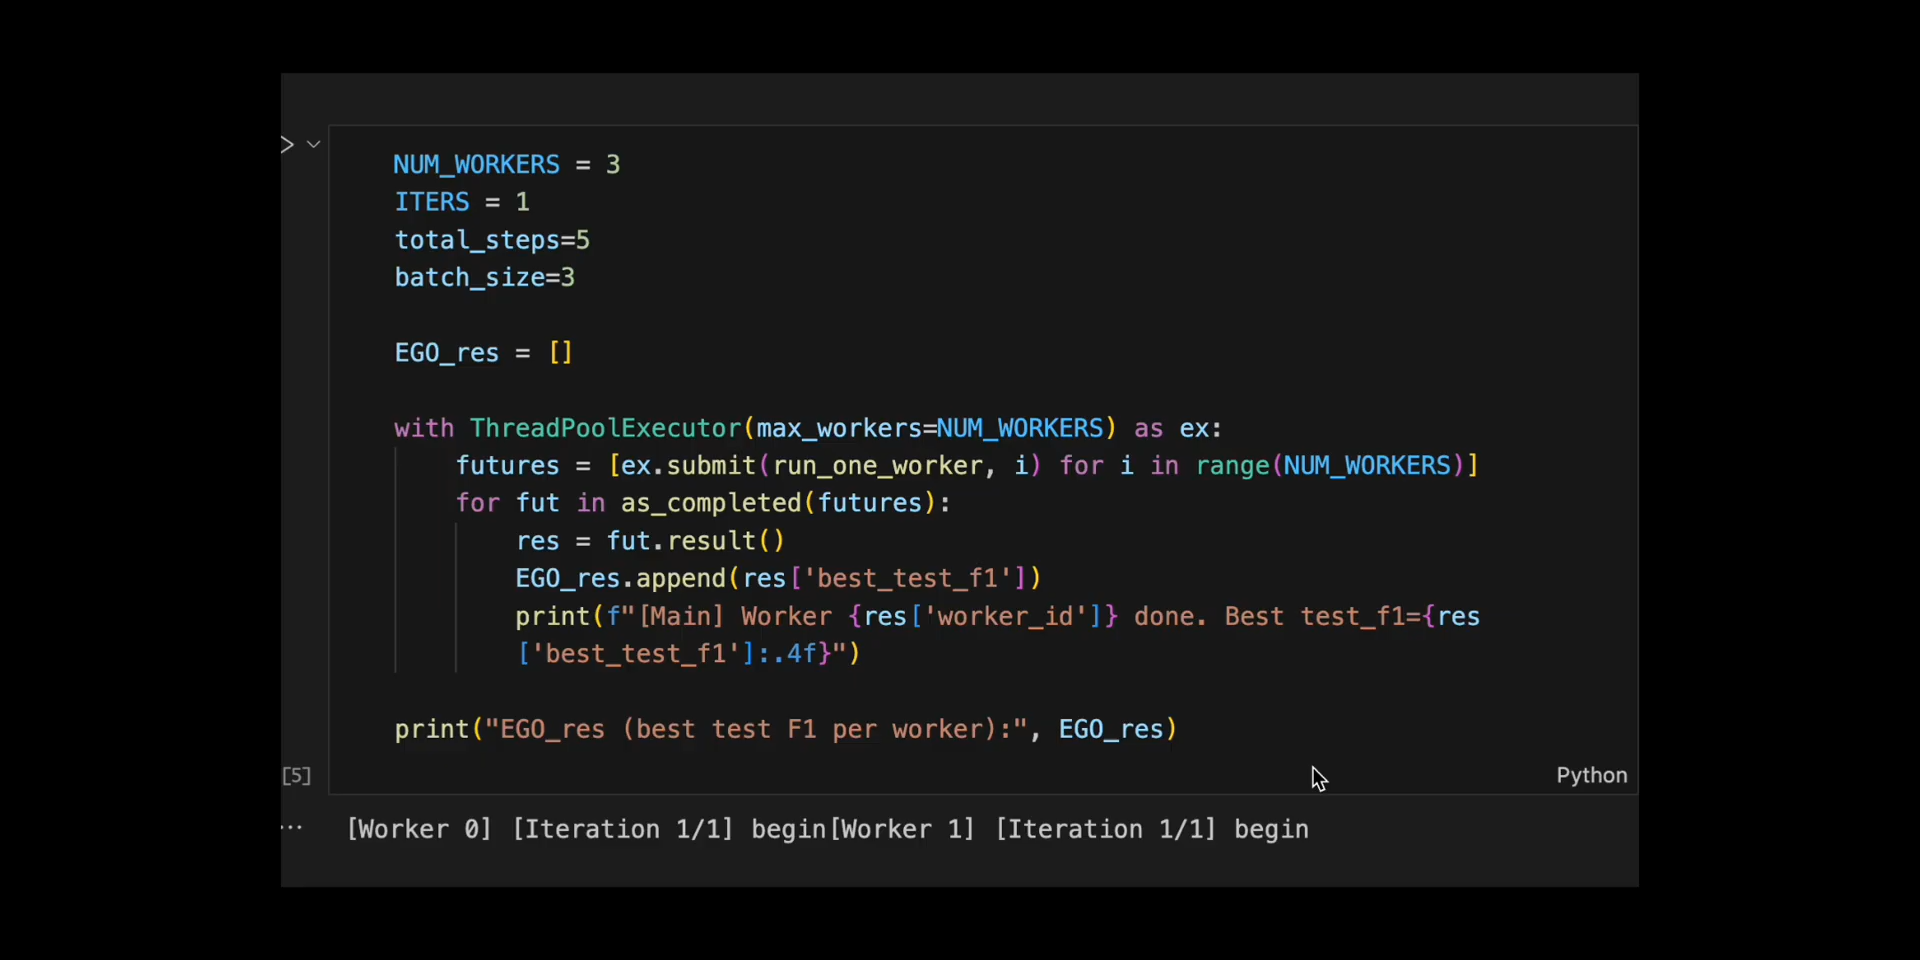 NUM_WORKERS = 3
ITERS = 1
total_steps=5
batch_size=3
EGO_res = []
with ThreadPoolExecutor(max_workers=NUM_WORKERS) as ex:
    futures = [ex.submit(run_one_worker, i) for i in range(NUM_WORKERS)]
    for fut in as_completed(futures):
        res = fut.result()
        EGO_res.append(res['best_test_f1'])
        print(f"[Main] Worker {res['worker_id']} done. Best test_f1={res
        ['best_test_f1']:.4f}")
print("EGO_res (best test F1 per worker):", EGO_res)
[5]
Python
... [Worker 0] [Iteration 1/1] begin[Worker 1] [Iteration 1/1] begin